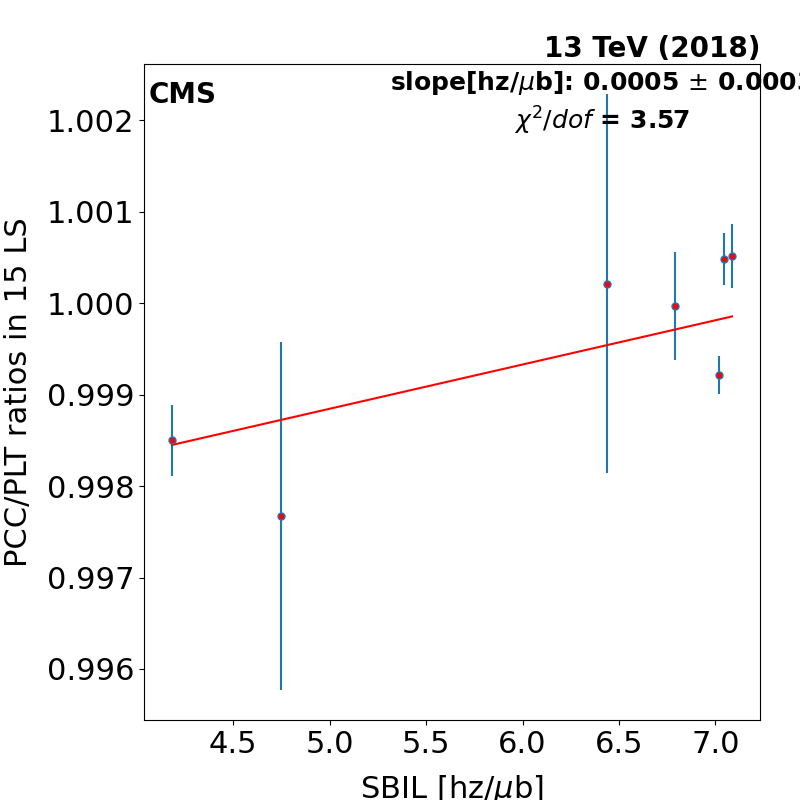 13 TeV (2018)
slope[hz/μb]: 0.0005 ± 0.0003
CMS
χ²/dof = 3.57
1.002
1.001
1.000
0.999
0.998
0.997
0.996
PCC/PLT ratios in 15 LS
4.5 5.0 5.5 6.0 6.5 7.0
SBIL [hz/μb]